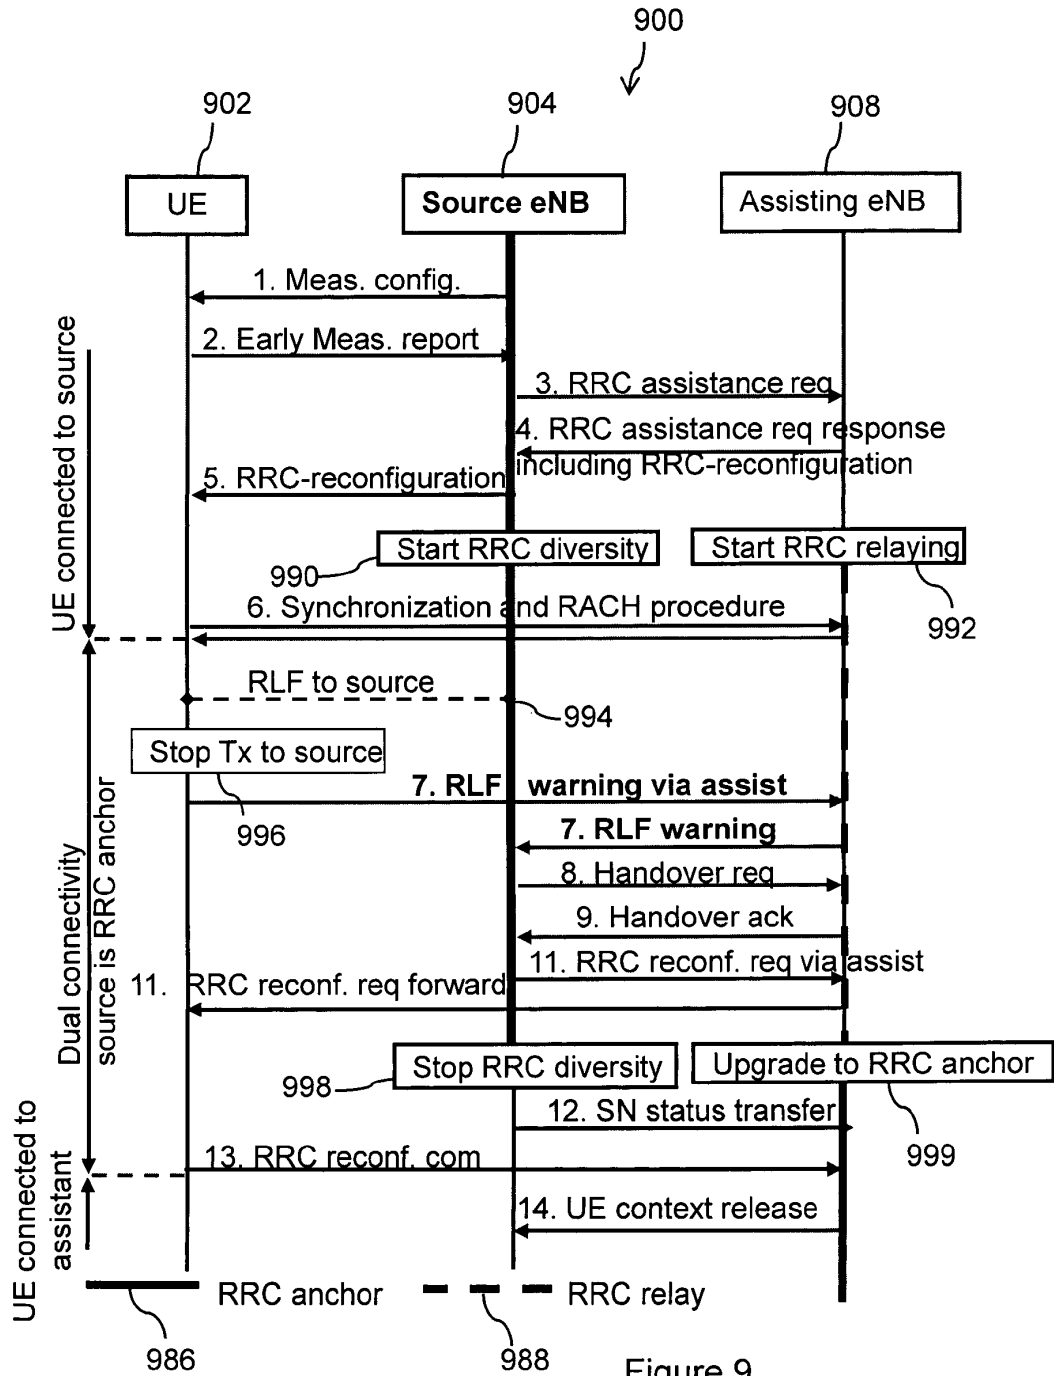 900
902
904
908
UE
Source eNB
Assisting eNB
1. Meas. config.
2. Early Meas. report
3. RRC assistance req
4. RRC assistance req response
including RRC-reconfiguration
5. RRC-reconfiguration
UE connected to source
Start RRC diversity
Start RRC relaying
990
992
6. Synchronization and RACH procedure
RLF to source
994
Stop Tx to source
996
7. RLF warning via assist
7. RLF warning
8. Handover req
9. Handover ack
11. RRC reconf. req via assist
11. RRC reconf. req forward
Dual connectivity
source is RRC anchor
Stop RRC diversity
Upgrade to RRC anchor
998
999
12. SN status transfer
13. RRC reconf. com
14. UE context release
UE connected to
assistant
RRC anchor
RRC relay
986
988
Figure 9